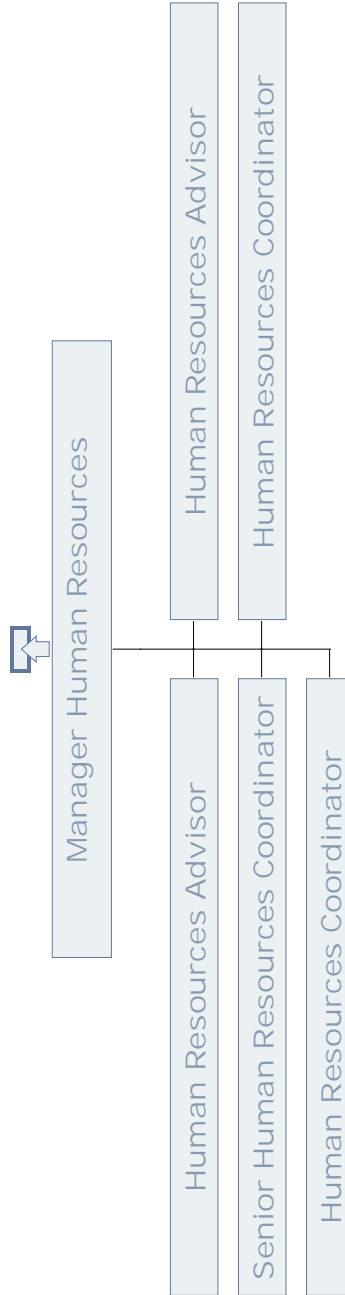 Manager Human Resources
Human Resources Advisor
Human Resources Advisor
Senior Human Resources Coordinator
Human Resources Coordinator
Human Resources Coordinator